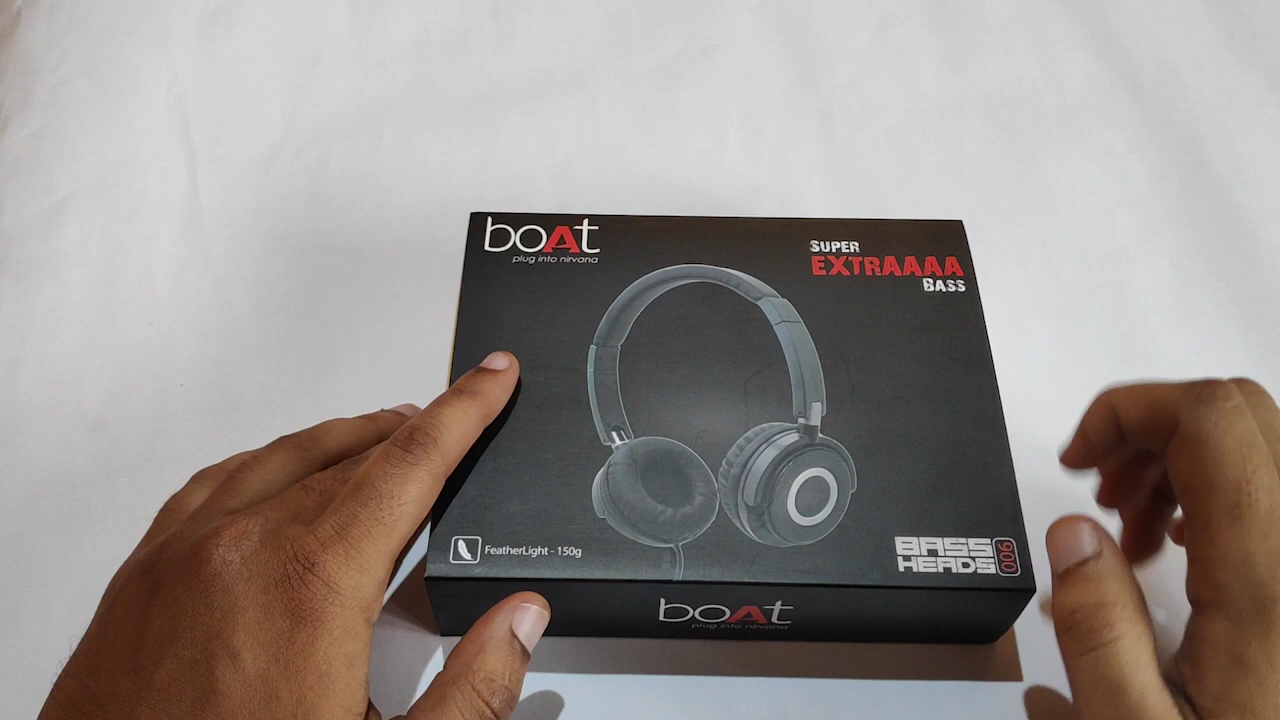 boAt
plug into nirvana
SUPER
EXTRAAAA
BASS
FeatherLight - 150g
BASS
HEADS
900
boAt
plug into nirvana